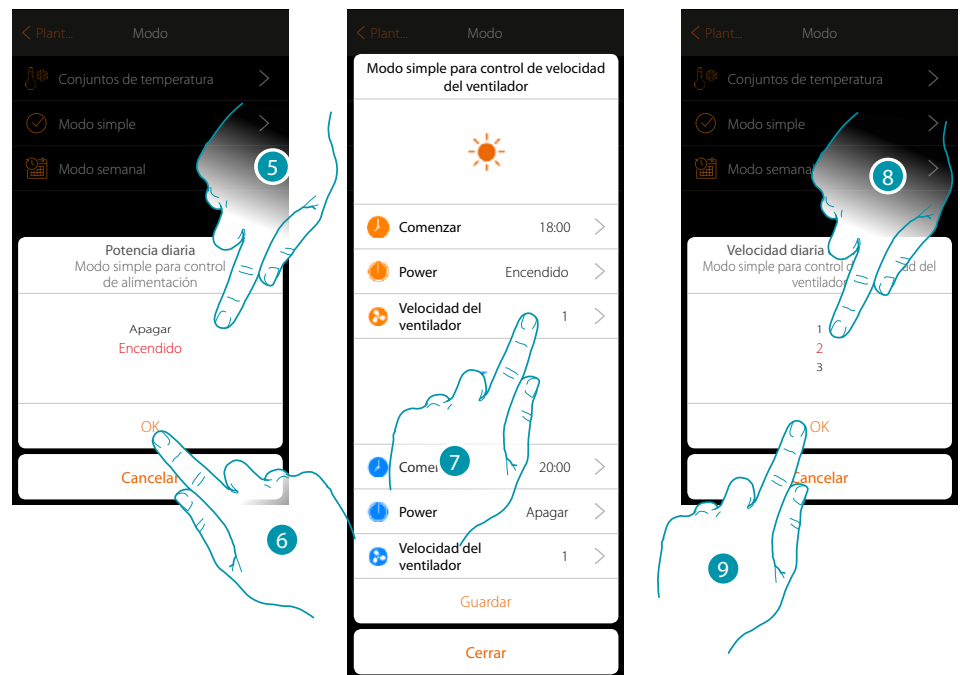 Plant... Modo
Conjuntos de temperatura
Modo simple
Modo semanal
5
Potencia diaria
Modo simple para control
de alimentación
Apagar
Encendido
OK
Cancelar
6
Plant... Modo
Modo simple para control de velocidad
del ventilador
Comenzar 18:00
Power Encendido
Velocidad del
ventilador 1
7
20:00
Power Apagar
Velocidad del
ventilador 1
Guardar
Cerrar
Plant... Modo
Conjuntos de temperatura
Modo simple
Modo semanal
8
Velocidad diaria
Modo simple para control del
ventilador
1
2
3
OK
Cancelar
9